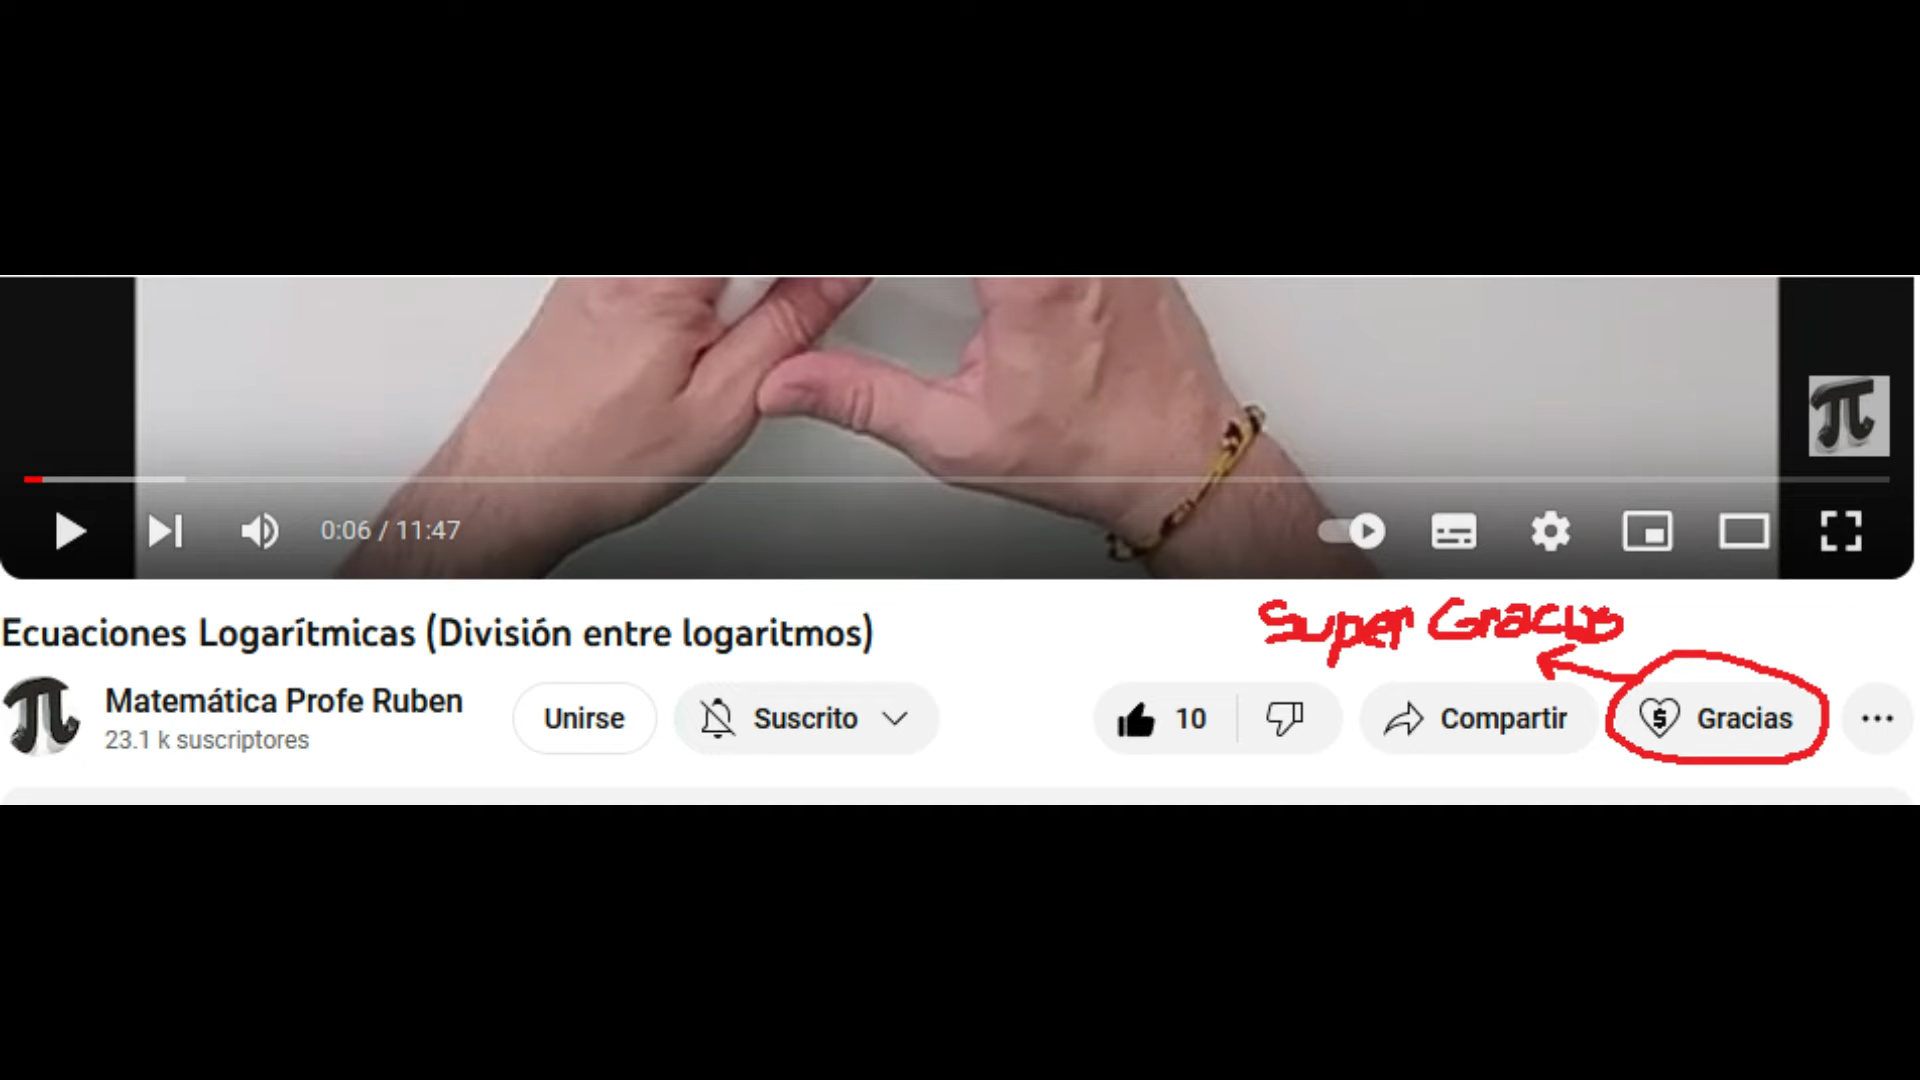 0:06 / 11:47
Ecuaciones Logarítmicas (División entre logaritmos)
Super Gracias
Matemática Profe Ruben
23.1 k suscriptores
Unirse
Suscrito
10
Compartir
$ Gracias
π
π